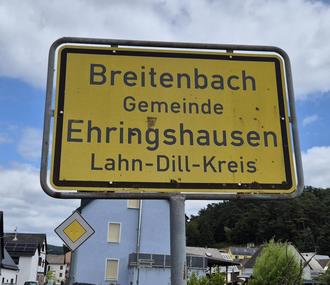 Breitenbach
Gemeinde
Ehringshausen
Lahn-Dill-Kreis